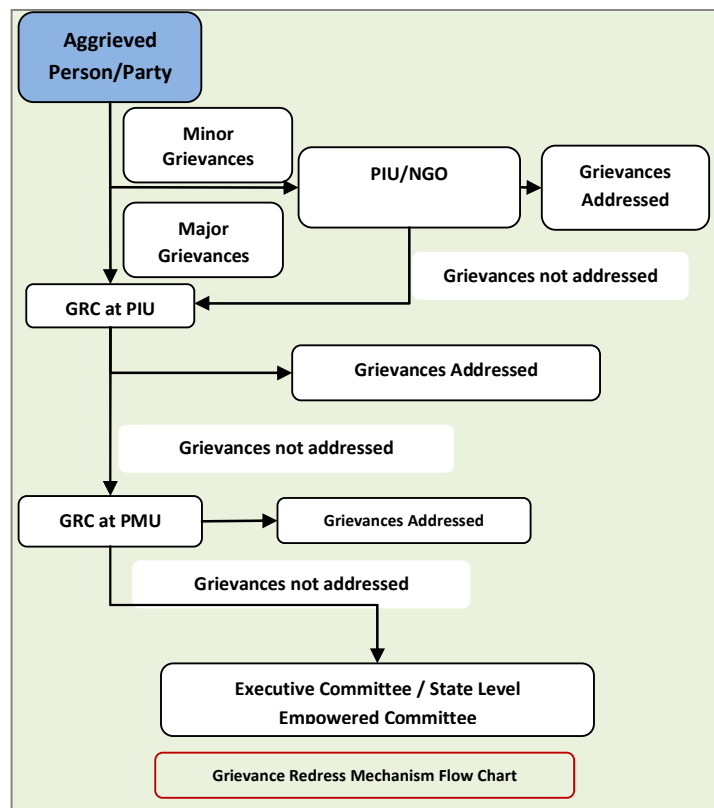 Aggrieved
Person/Party
Minor
Grievances
PIU/NGO
Grievances
Addressed
Major
Grievances
Grievances not addressed
GRC at PIU
Grievances Addressed
Grievances not addressed
GRC at PMU
Grievances Addressed
Grievances not addressed
Executive Committee / State Level
Empowered Committee
Grievance Redress Mechanism Flow Chart